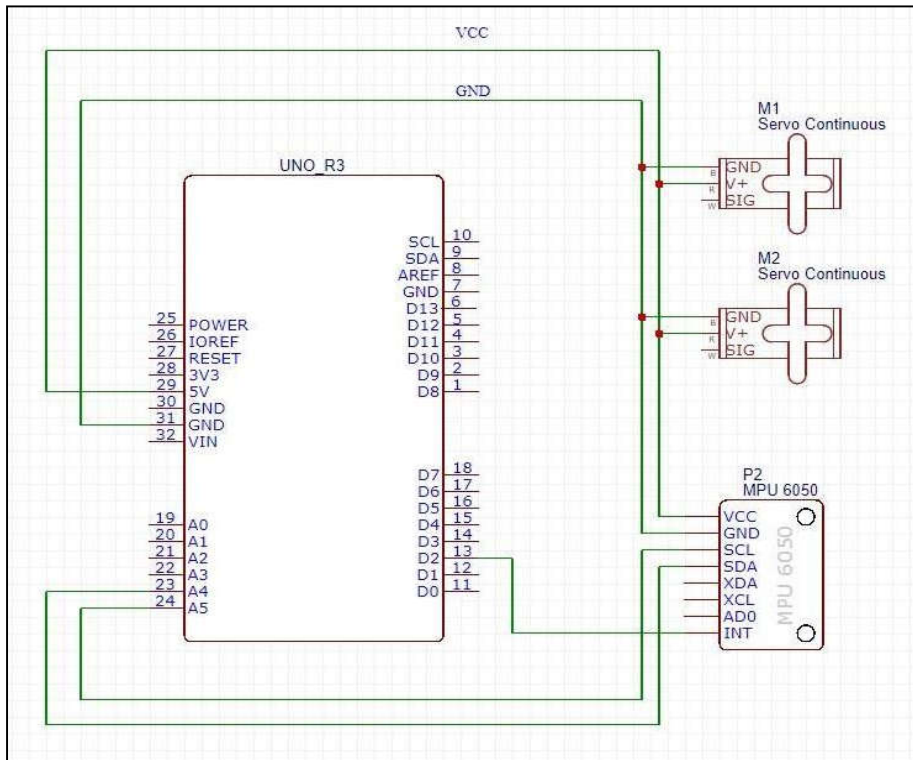 VCC
GND
M1
Servo Continuous
GND
V+
SIG
B
R
W
M2
Servo Continuous
GND
V+
SIG
B
R
W
UNO_R3
SCL 10
SDA 9
AREF 8
GND 7
D13 6
D12 5
D11 4
D10 3
D9 2
D8 1
25 POWER
26 IOREF
27 RESET
28 3V3
29 5V
30 GND
31 GND
32 VIN
D7 18
D6 17
D5 16
D4 15
D3 14
D2 13
D1 12
D0 11
19 A0
20 A1
21 A2
22 A3
23 A4
24 A5
P2
MPU 6050
VCC
GND
SCL
SDA
XDA
XCL
AD0
INT
MPU 6050